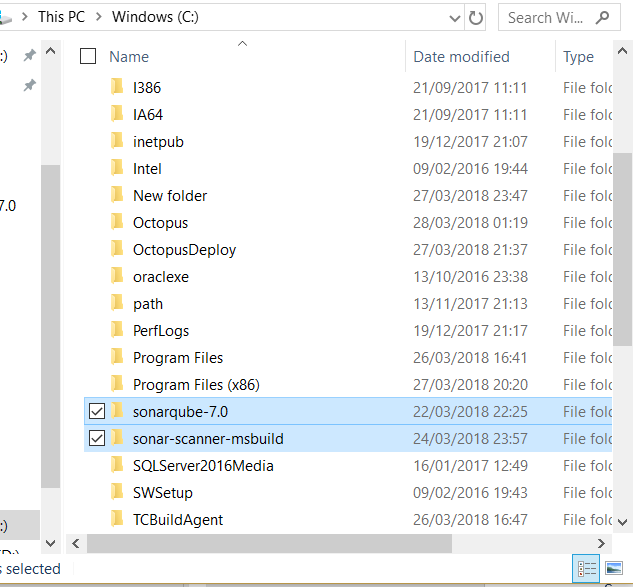 This PC > Windows (C:)
Search Wi...
:)
7.0
Name Date modified Type
I386 21/09/2017 11:11 File fold
IA64 21/09/2017 11:11 File fold
inetpub 19/12/2017 21:07 File fold
Intel 09/02/2016 19:44 File fold
New folder 27/03/2018 23:47 File fold
Octopus 28/03/2018 01:19 File fold
OctopusDeploy 27/03/2018 21:37 File fold
oraclexe 13/10/2016 23:38 File fold
path 13/11/2017 21:13 File fold
PerfLogs 19/12/2017 21:17 File fold
Program Files 26/03/2018 16:41 File fold
Program Files (x86) 27/03/2018 20:20 File fold
sonarqube-7.0 22/03/2018 22:25 File fold
sonar-scanner-msbuild 24/03/2018 23:57 File fold
SQLServer2016Media 16/01/2017 12:49 File fold
SWSetup 09/02/2016 19:43 File fold
TCBuildAgent 26/03/2018 16:47 File fold
:)
s selected